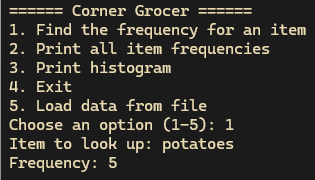 ====== Corner Grocer ======
1. Find the frequency for an item
2. Print all item frequencies
3. Print histogram
4. Exit
5. Load data from file
Choose an option (1–5): 1
Item to look up: potatoes
Frequency: 5